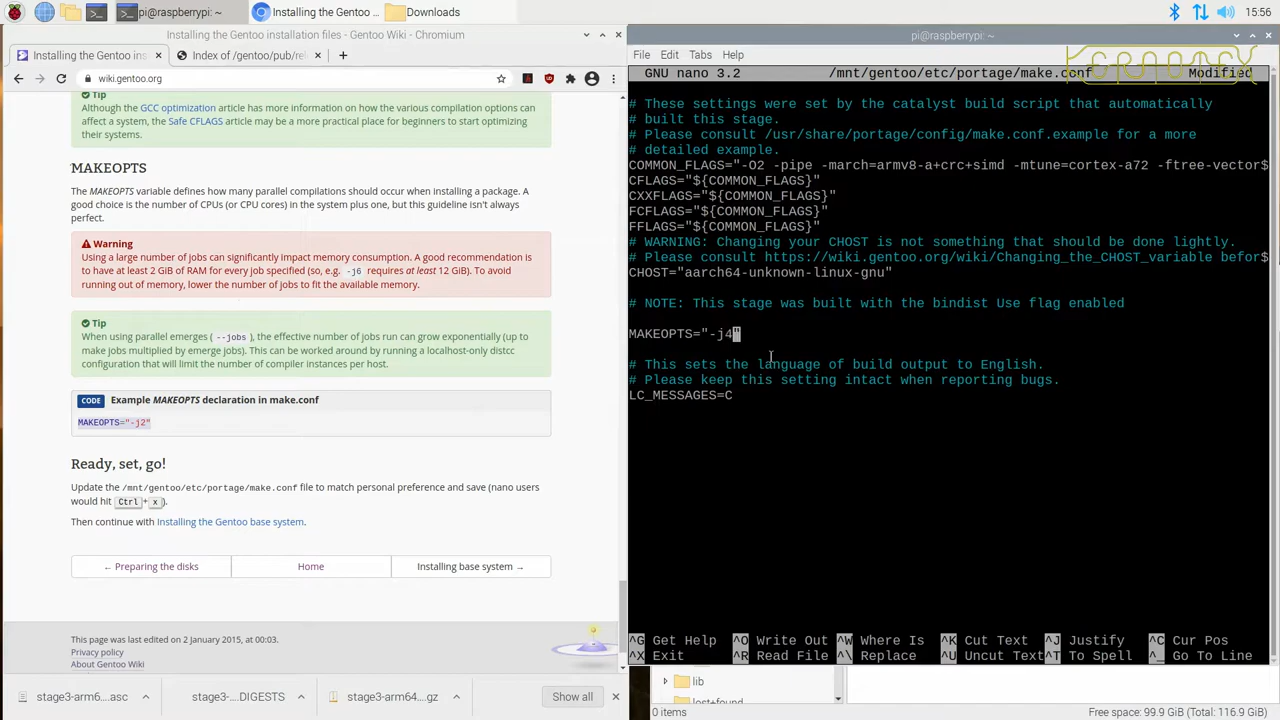 pi@raspberrypi: ~
Installing the Gentoo ...
Downloads
15:56
Installing the Gentoo installation files - Gentoo Wiki - Chromium
Installing the Gentoo inst
Index of /gentoo/pub/re
wiki.gentoo.org
Tip
Although the GCC optimization article has more information on how the various compilation options
can affect a system, the Safe CFLAGS article may be a more practical place for beginners to start optimizing
their systems.
MAKEOPTS
The MAKEOPTS variable defines how many parallel compilations should occur when installing a package. A
good choice is the number of CPUs (or CPU cores) in the system plus one, but this guideline isn't always
perfect.
Warning
Using a large number of jobs can significantly impact memory consumption. A good recommendation is
to have at least 2 GiB of RAM for every job specified (so, e.g. -j6 requires at least 12 GiB). To avoid
running out of memory, lower the number of jobs to fit the available memory.
Tip
When using parallel emerges ( --jobs ), the effective number of jobs run can grow exponentially (up to
make jobs multiplied by emerge jobs). This can be worked around by running a localhost-only distcc
configuration that will limit the number of compiler instances per host.
CODE Example MAKEOPTS declaration in make.conf
MAKEOPTS="-j2"
Ready, set, go!
Update the /mnt/gentoo/etc/portage/make.conf file to match personal preference and save (nano users
would hit Ctrl+x).
Then continue with Installing the Gentoo base system.
← Preparing the disks
Home
Installing base system →
This page was last edited on 2 January 2015, at 00:03.
Privacy policy
About Gentoo Wiki
stage3-arm6....asc
stage3-....DIGESTS
stage3-arm64....oz
Show all
pi@raspberrypi: ~
File Edit Tabs Help
GNU nano 3.2 /mnt/gentoo/etc/portage/make.conf Modified
# These settings were set by the catalyst build script that automatically
# built this stage.
# Please consult /usr/share/portage/config/make.conf.example for a more
# detailed example.
COMMON_FLAGS="-O2 -pipe -march=armv8-a+crc+simd -mtune=cortex-a72 -ftree-vector$
CFLAGS="${COMMON_FLAGS}"
CXXFLAGS="${COMMON_FLAGS}"
FCFLAGS="${COMMON_FLAGS}"
FFLAGS="${COMMON_FLAGS}"
# WARNING: Changing your CHOST is not something that should be done lightly.
# Please consult https://wiki.gentoo.org/wiki/Changing_the_CHOST_variable befor$
CHOST="aarch64-unknown-linux-gnu"
# NOTE: This stage was built with the bindist Use flag enabled
MAKEOPTS="-j4"
# This sets the language of build output to English.
# Please keep this setting intact when reporting bugs.
LC_MESSAGES=C
^G Get Help ^O Write Out ^W Where Is ^K Cut Text ^J Justify ^C Cur Pos
^X Exit ^R Read File ^\ Replace ^U Uncut Text ^T To Spell ^_ Go To Line
lib
lost+found
0 items
Free space: 99.9 GiB (Total: 116.9 GiB)